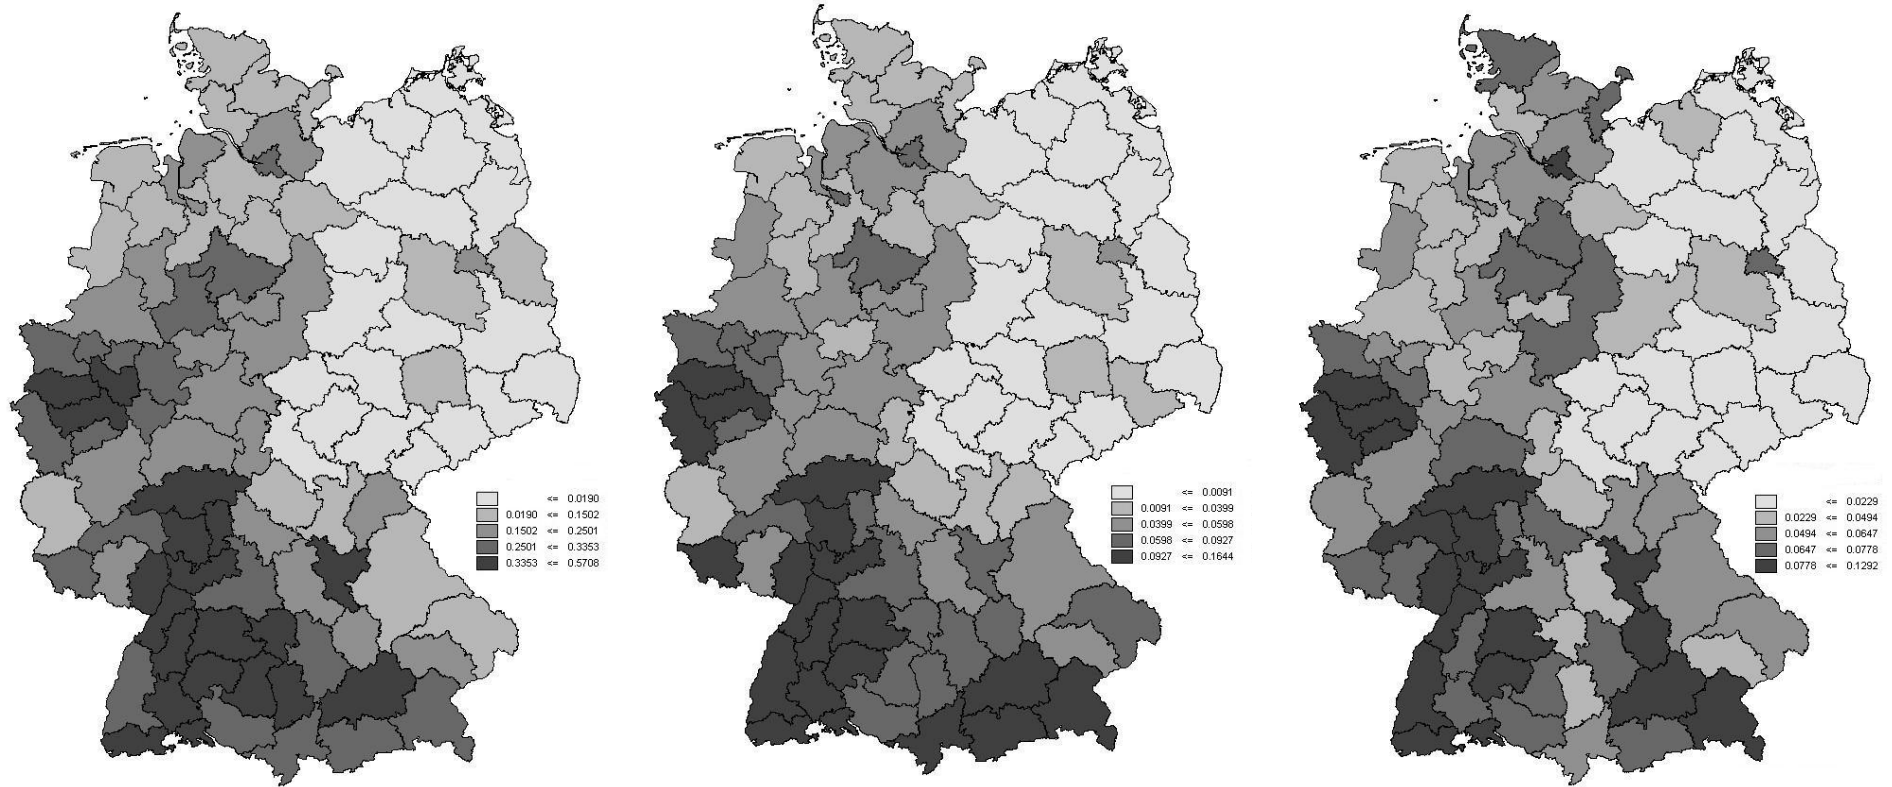 <= 0.0190
0.0190 <= 0.1502
0.1502 <= 0.2501
0.2501 <= 0.3353
0.3353 <= 0.5708
<= 0.0091
0.0091 <= 0.0399
0.0399 <= 0.0598
0.0598 <= 0.0927
0.0927 <= 0.1644
<= 0.0229
0.0229 <= 0.0494
0.0494 <= 0.0647
0.0647 <= 0.0778
0.0778 <= 0.1292